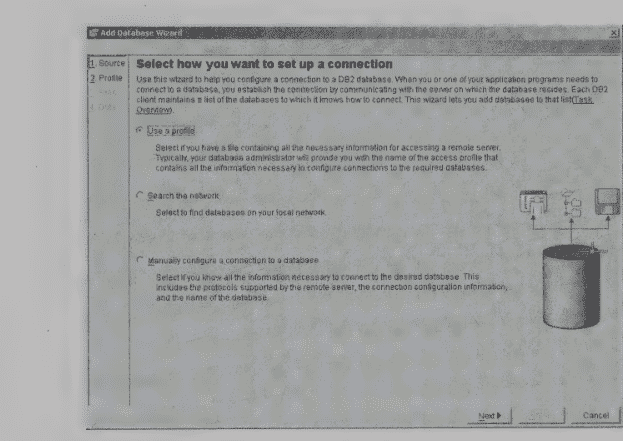 Add Database Wizard
1. Source
2. Profile
Select how you want to set up a connection
Use this wizard to help you configure a connection to a DB2 database. When you or one of your application programs needs to
connect to a database, you establish the connection by communicating with the server on which the database resides. Each DB2
client maintains a list of the databases to which it knows how to connect. This wizard lets you add databases to that list(Task
Overview).
Use a profile
Select if you have a file containing all the necessary information for accessing a remote server.
Typically, your database administrator will provide you with the name of the access profile that
contains all the information necessary to configure connections to the required databases.
Search the network
Select to find databases on your local network.
Manually configure a connection to a database
Select if you know all the information necessary to connect to the desired database. This
includes the protocols supported by the remote server, the connection configuration information,
and the name of the database.
Next
Cancel